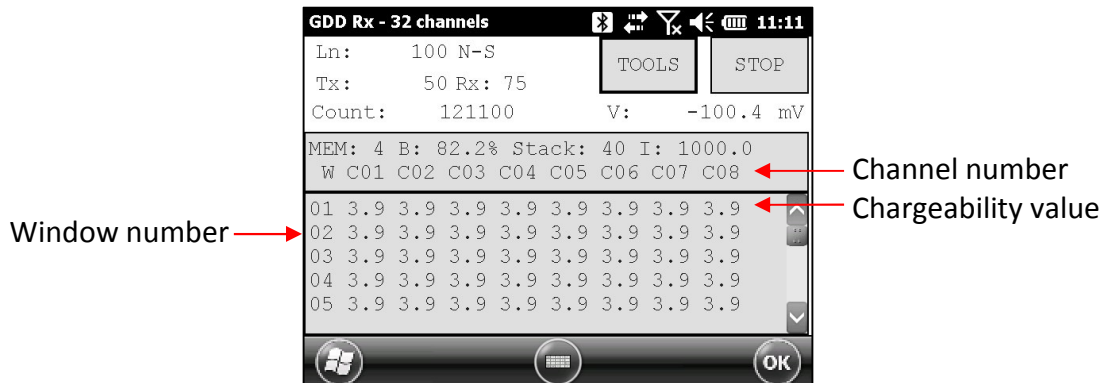 GDD Rx - 32 channels 11:11
Ln: 100 N-S
TOOLS STOP
Tx: 50 Rx: 75
Count: 121100 V: -100.4 mV
MEM: 4 B: 82.2% Stack: 40 I: 1000.0
W C01 C02 C03 C04 C05 C06 C07 C08
Channel number
01 3.9 3.9 3.9 3.9 3.9 3.9 3.9 3.9
Chargeability value
Window number
02 3.9 3.9 3.9 3.9 3.9 3.9 3.9 3.9
03 3.9 3.9 3.9 3.9 3.9 3.9 3.9 3.9
04 3.9 3.9 3.9 3.9 3.9 3.9 3.9 3.9
05 3.9 3.9 3.9 3.9 3.9 3.9 3.9 3.9
OK